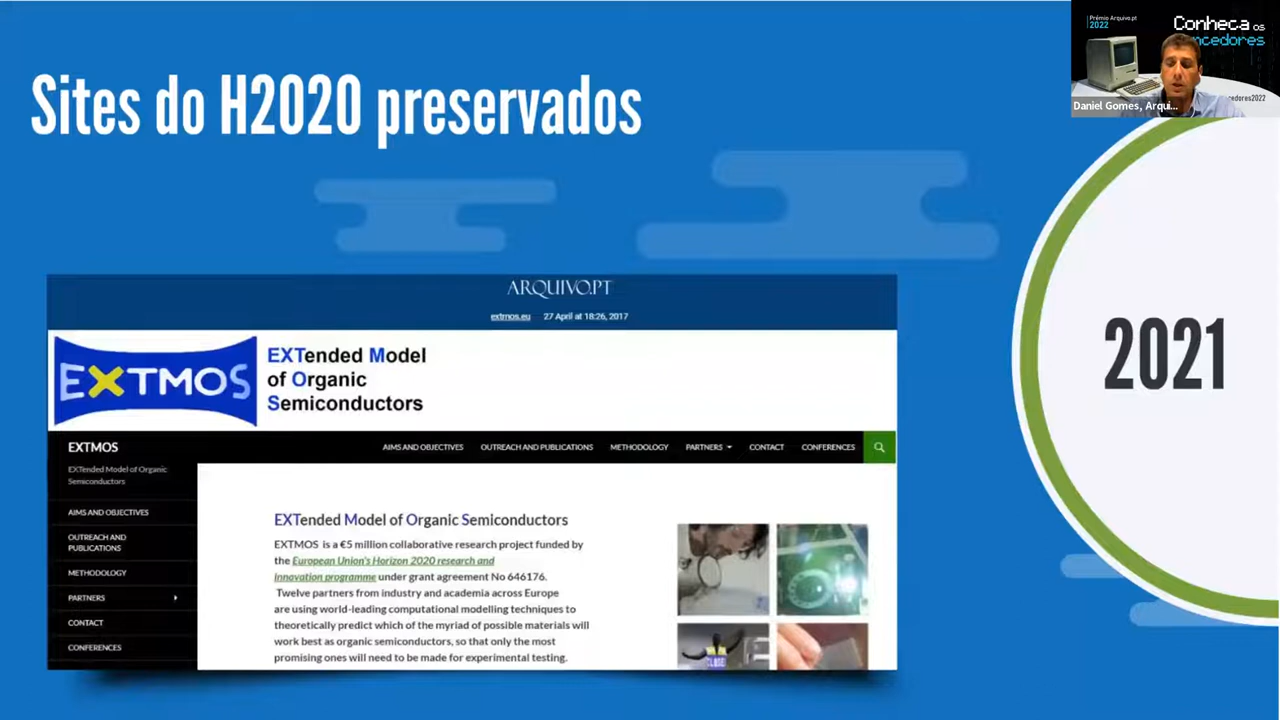 Sites do H2020 preservados
Prémio Arquivo.pt
2022
Conheça os
ncedores
cedores2022
Daniel Gomes, Arqui...
2021
ARQUIVO.PT
extmos.eu 27 April at 18:26, 2017
EXTMOS
EXTended Model
of Organic
Semiconductors
EXTMOS
EXTended Model of Organic
Semiconductors
AIMS AND OBJECTIVES OUTREACH AND PUBLICATIONS METHODOLOGY PARTNERS CONTACT CONFERENCES
AIMS AND OBJECTIVES
OUTREACH AND
PUBLICATIONS
METHODOLOGY
PARTNERS
CONTACT
CONFERENCES
EXTended Model of Organic Semiconductors
EXTMOS is a €5 million collaborative research project funded by
the European Union's Horizon 2020 research and
innovation programme under grant agreement No 646176.
Twelve partners from industry and academia across Europe
are using world-leading computational modelling techniques to
theoretically predict which of the myriad of possible materials will
work best as organic semiconductors, so that only the most
promising ones will need to be made for experimental testing.
CLOSE